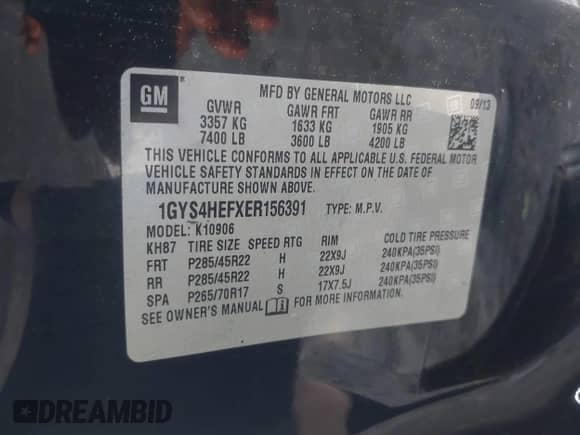 GM
MFD BY GENERAL MOTORS LLC
09/13
GVWR GAWR FRT GAWR RR
3357 KG 1633 KG 1905 KG
7400 LB 3600 LB 4200 LB
THIS VEHICLE CONFORMS TO ALL APPLICABLE U.S. FEDERAL MOTOR
VEHICLE SAFETY STANDARDS IN EFFECT ON THE DATE OF
MANUFACTURE SHOWN ABOVE.
1GYS4HEFXER156391 TYPE: M.P.V.
MODEL: K10906
KH87 TIRE SIZE SPEED RTG RIM COLD TIRE PRESSURE
FRT P285/45R22 H 22X9J 240KPA(35PSI)
RR P285/45R22 H 22X9J 240KPA(35PSI)
SPA P265/70R17 S 17X7.5J 240KPA(35PSI)
SEE OWNER'S MANUAL FOR MORE INFORMATION.
DREAMBID